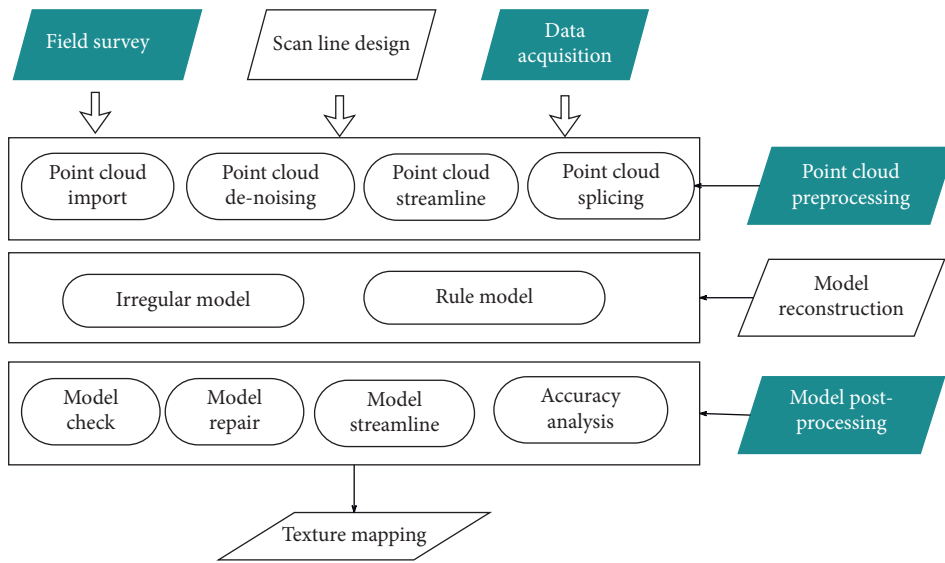 Field survey
Scan line design
Data
acquisition
Point cloud
import
Point cloud
de-noising
Point cloud
streamline
Point cloud
splicing
Point cloud
preprocessing
Irregular model
Rule model
Model
reconstruction
Model
check
Model
repair
Model
streamline
Accuracy
analysis
Model post-
processing
Texture mapping